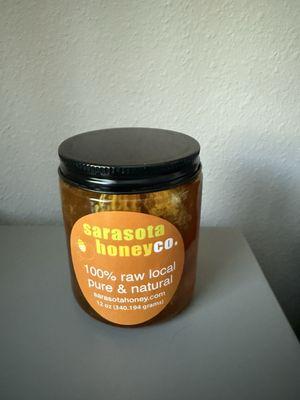 sarasota
honeyco.
100% raw local
pure & natural
sarasotahoney.com
12 oz (340.194 grams)